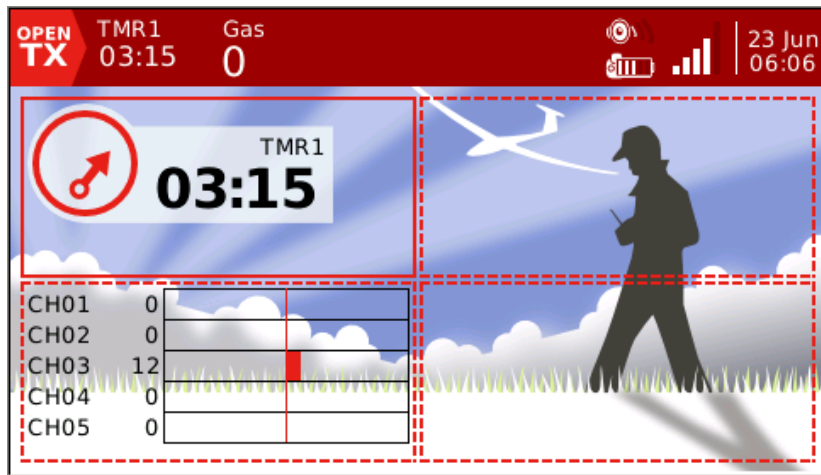 OPEN
TX
TMR1
03:15
Gas
0
23 Jun
06:06
TMR1
03:15
CH01 0
CH02 0
CH03 12
CH04 0
CH05 0